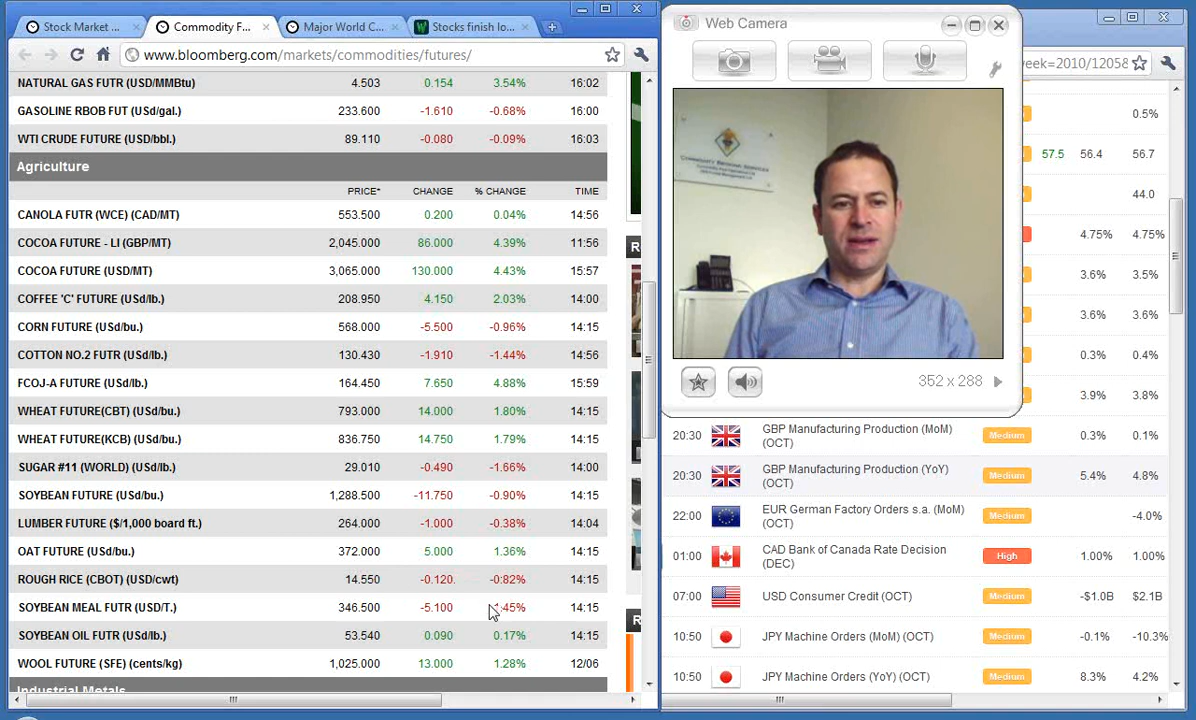 Stock Market ...
Commodity F...
Major World C...
Stocks finish lo...
www.bloomberg.com/markets/commodities/futures/
NATURAL GAS FUTR (USD/MMBtu) 4.503 0.154 3.54% 16:02
GASOLINE RBOB FUT (USd/gal.) 233.600 -1.610 -0.68% 16:00
WTI CRUDE FUTURE (USD/bbl.) 89.110 -0.080 -0.09% 16:03
Agriculture
PRICE* CHANGE % CHANGE TIME
CANOLA FUTR (WCE) (CAD/MT) 553.500 0.200 0.04% 14:56
COCOA FUTURE - LI (GBP/MT) 2,045.000 86.000 4.39% 11:56
COCOA FUTURE (USD/MT) 3,065.000 130.000 4.43% 15:57
COFFEE 'C' FUTURE (USd/lb.) 208.950 4.150 2.03% 14:00
CORN FUTURE (USd/bu.) 568.000 -5.500 -0.96% 14:15
COTTON NO.2 FUTR (USd/lb.) 130.430 -1.910 -1.44% 14:56
FCOJ-A FUTURE (USd/lb.) 164.450 7.650 4.88% 15:59
WHEAT FUTURE(CBT) (USd/bu.) 793.000 14.000 1.80% 14:15
WHEAT FUTURE(KCB) (USd/bu.) 836.750 14.750 1.79% 14:15
SUGAR #11 (WORLD) (USd/lb.) 29.010 -0.490 -1.66% 14:00
SOYBEAN FUTURE (USd/bu.) 1,288.500 -11.750 -0.90% 14:15
LUMBER FUTURE ($/1,000 board ft.) 264.000 -1.000 -0.38% 14:04
OAT FUTURE (USd/bu.) 372.000 5.000 1.36% 14:15
ROUGH RICE (CBOT) (USD/cwt) 14.550 -0.120 -0.82% 14:15
SOYBEAN MEAL FUTR (USD/T.) 346.500 -5.100 14:15
SOYBEAN OIL FUTR (USd/lb.) 53.540 0.090 0.17% 14:15
WOOL FUTURE (SFE) (cents/kg) 1,025.000 13.000 1.28% 12/06
Industrial Metals
Web Camera
352 x 288
week=2010/12058
0.5%
57.5 56.4 56.7
44.0
4.75% 4.75%
3.6% 3.5%
3.6% 3.6%
0.3% 0.4%
3.9% 3.8%
20:30 GBP Manufacturing Production (MoM) (OCT) Medium 0.3% 0.1%
20:30 GBP Manufacturing Production (YoY) (OCT) Medium 5.4% 4.8%
22:00 EUR German Factory Orders s.a. (MoM) (OCT) Medium -4.0%
01:00 CAD Bank of Canada Rate Decision (DEC) High 1.00% 1.00%
07:00 USD Consumer Credit (OCT) Medium -$1.0B $2.1B
10:50 JPY Machine Orders (MoM) (OCT) Medium -0.1% -10.3%
10:50 JPY Machine Orders (YoY) (OCT) Medium 8.3% 4.2%